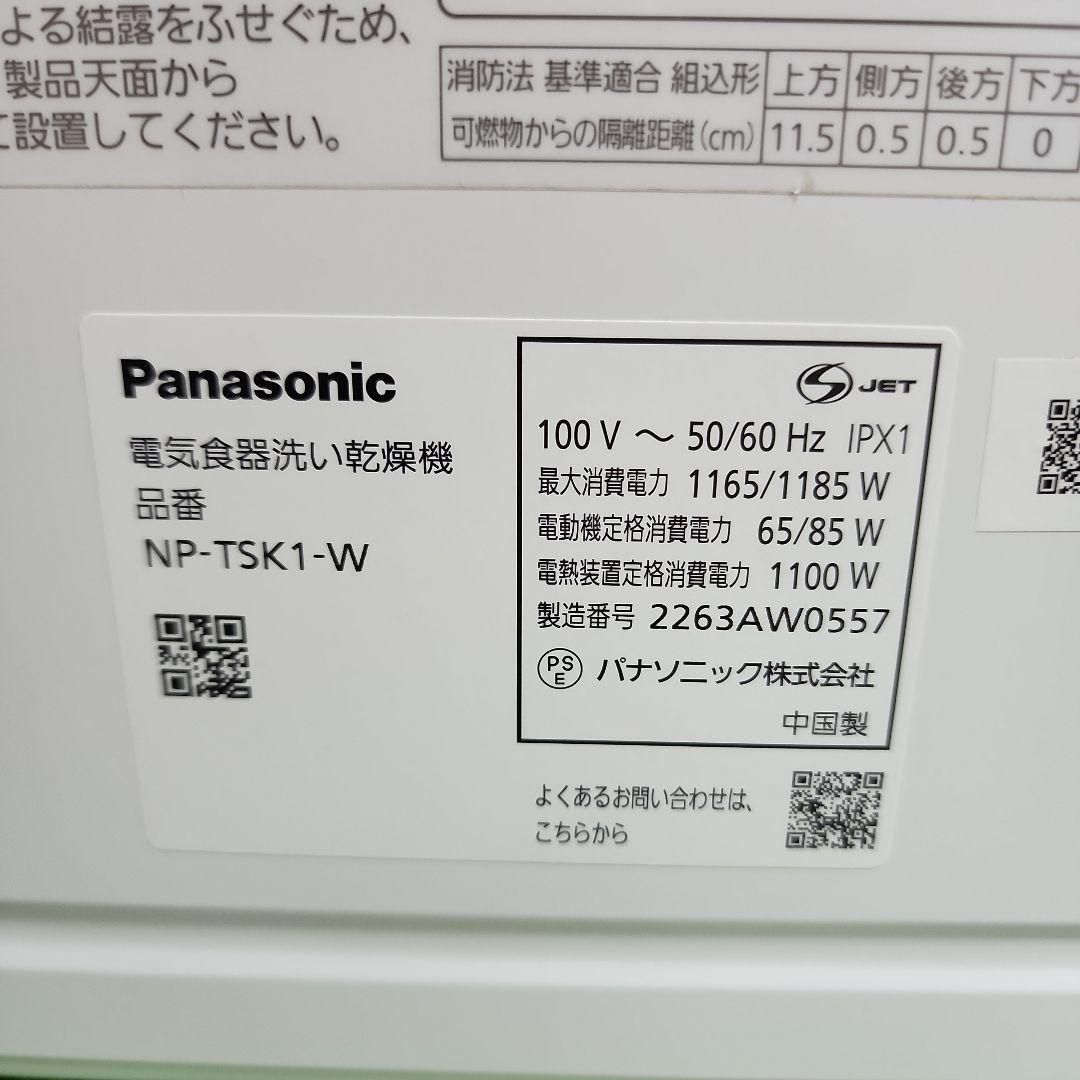 よる結露をふせぐため、
製品天面から
て設置してください。
消防法 基準適合 組込形 上方 側方 後方 下方
可燃物からの隔離距離(cm) 11.5 0.5 0.5 0
Panasonic
電気食器洗い乾燥機
品番
NP-TSK1-W
S JET
100 V ～ 50/60 Hz IPX1
最大消費電力 1165/1185 W
電動機定格消費電力 65/85 W
電熱装置定格消費電力 1100 W
製造番号 2263AW0557
PS E パナソニック株式会社
中国製
よくあるお問い合わせは、
こちらから